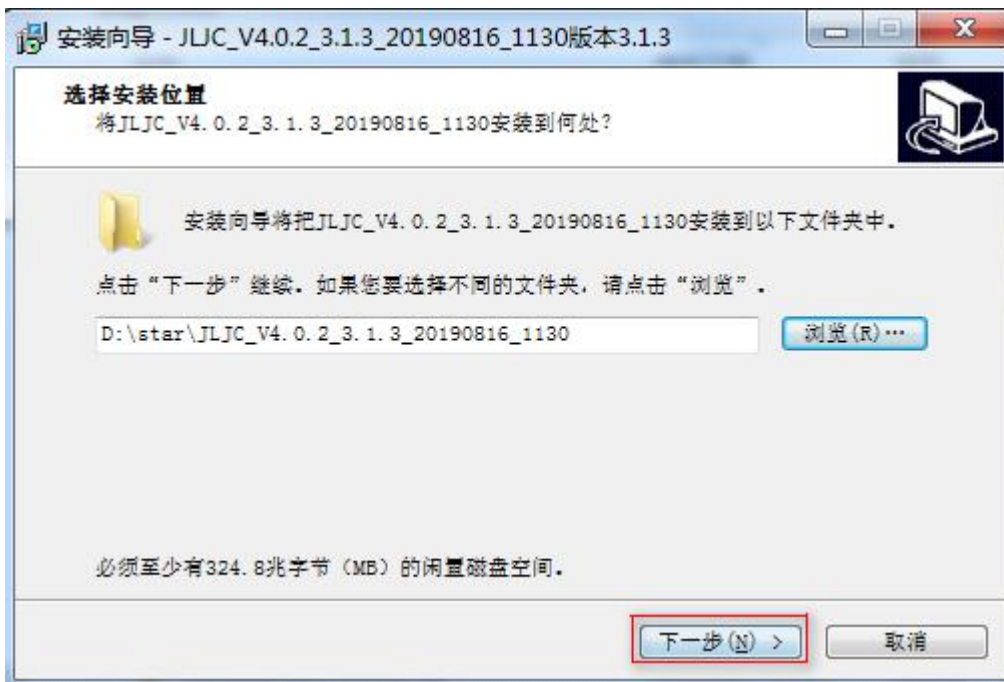 安装向导 - JLJC_V4.0.2_3.1.3_20190816_1130版本3.1.3
选择安装位置
将JLJC_V4.0.2_3.1.3_20190816_1130安装到何处?
安装向导将把JLJC_V4.0.2_3.1.3_20190816_1130安装到以下文件夹中.
点击“下一步”继续. 如果您要选择不同的文件夹, 请点击“浏览”.
D:\star\JLJC_V4.0.2_3.1.3_20190816_1130
浏览(R)…
必须至少有324.8兆字节（MB）的闲置磁盘空间.
下一步(N) >
取消